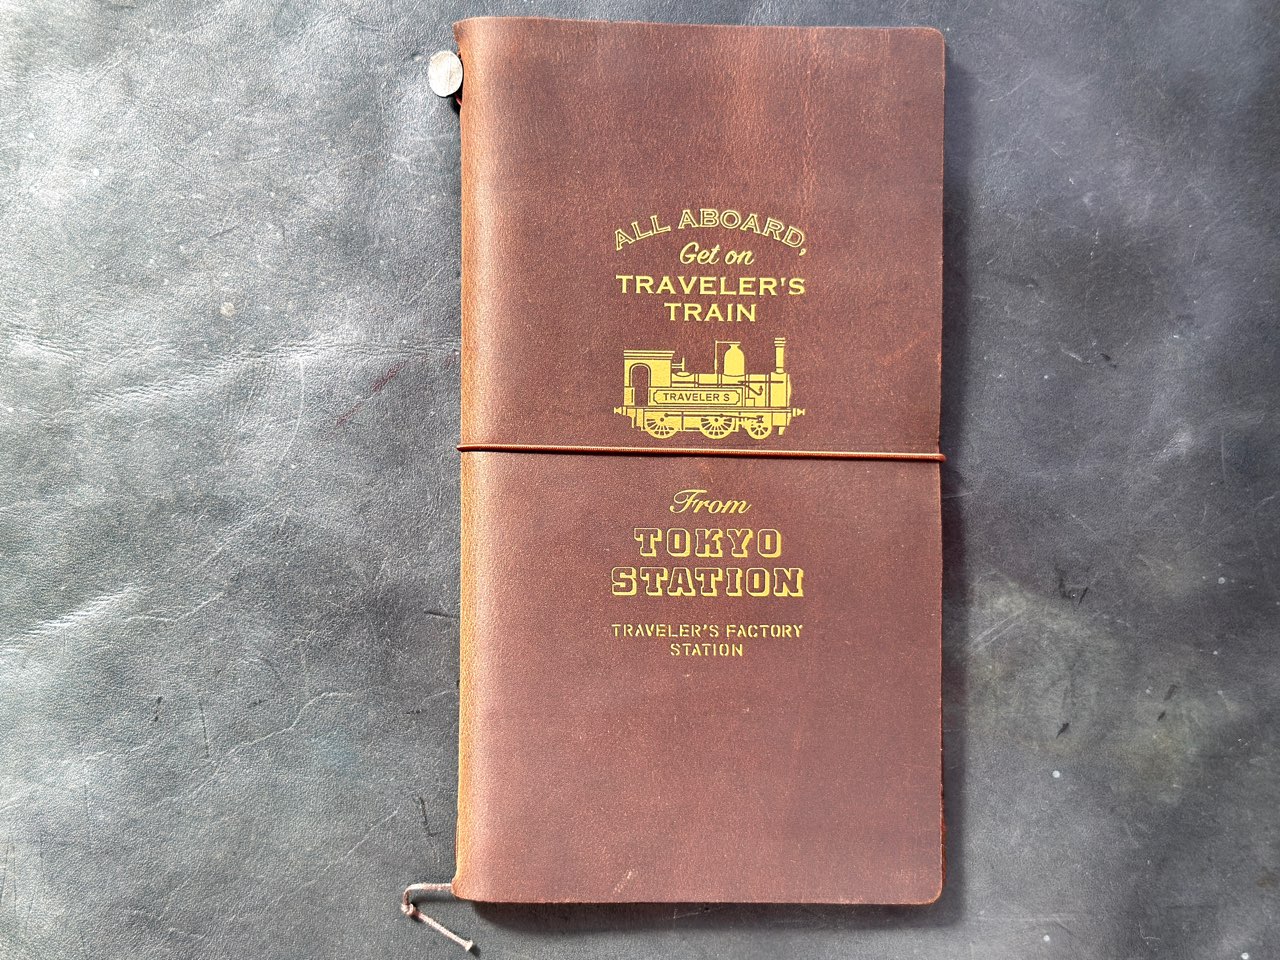 ALL ABOARD,
Get on
TRAVELER'S
TRAIN
TRAVELER'S
From
TOKYO
STATION
TRAVELER'S FACTORY
STATION